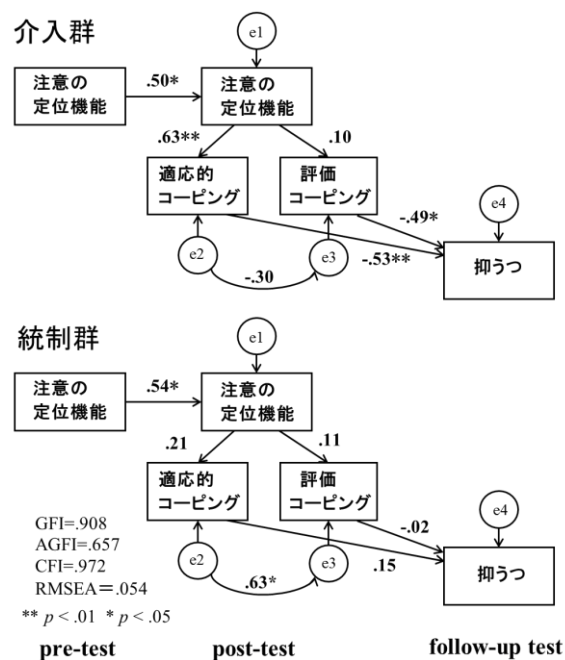 介入群
e1
注意の
定位機能
.50*
注意の
定位機能
.63**
.10
適応的
コーピング
評価
コーピング
-.49*
e4
e2
e3
-.53**
抑うつ
-.30
統制群
e1
注意の
定位機能
.54*
注意の
定位機能
.21
.11
適応的
コーピング
評価
コーピング
-.02
e4
e2
e3
.15
抑うつ
.63*
GFI=.908
AGFI=.657
CFI=.972
RMSEA＝.054
** p < .01 * p < .05
pre-test post-test follow-up test